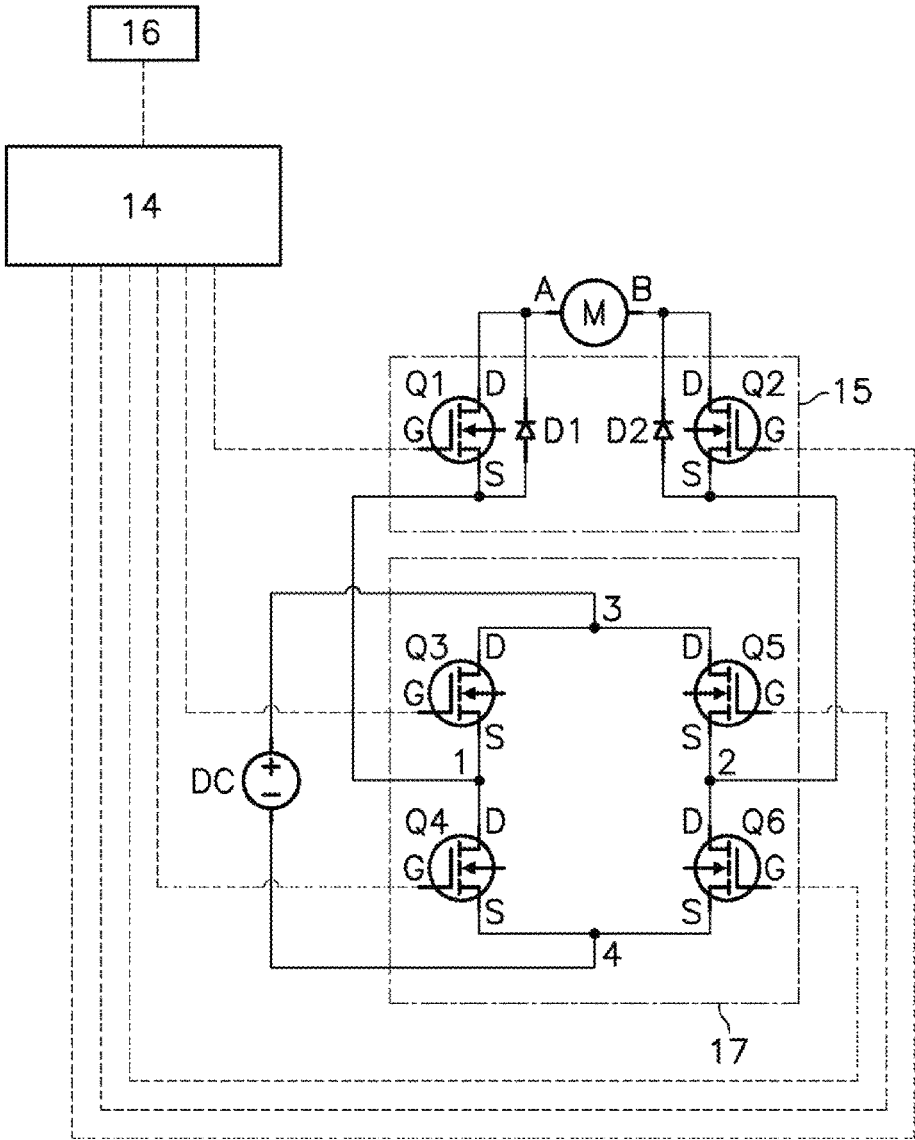 16
14
A M B
Q1 D D Q2 15
G D1 D2 G
S S
3
Q3 D D Q5
G G
S S
1 2
DC + −
Q4 D D Q6
G G
S S
4
17